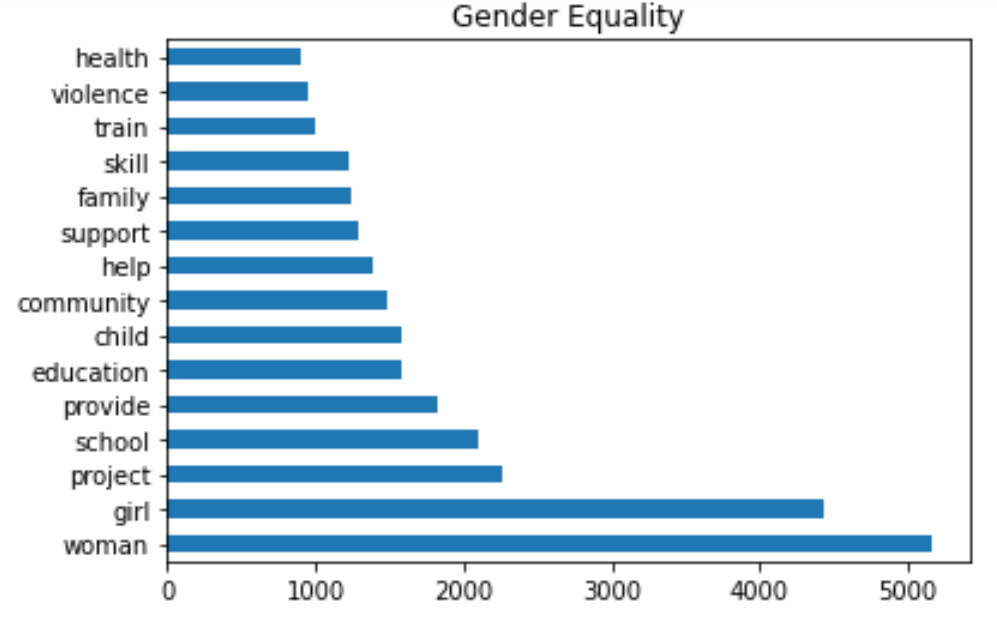 Gender Equality
health
violence
train
skill
family
support
help
community
child
education
provide
school
project
girl
woman
0 1000 2000 3000 4000 5000